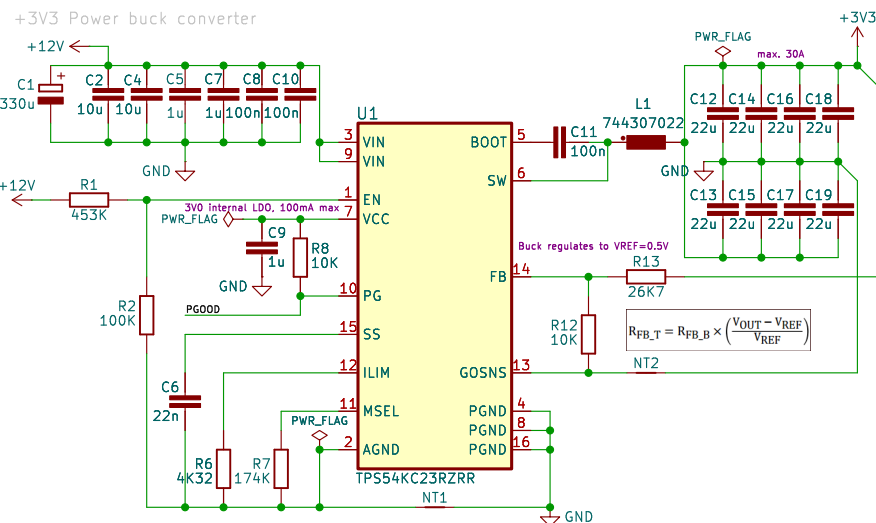 +3V3 Power buck converter
+12V
C1
330u
C2
10u
C4
10u
C5
1u
C7
1u
C8
100n
C10
100n
GND
+12V
R1
453K
R2
100K
3V0 internal LDO, 100mA max
PWR_FLAG
C9
1u
GND
R8
10K
PGOOD
C6
22n
R6
4K32
R7
174K
PWR_FLAG
U1
3 VIN
9 VIN
1 EN
7 VCC
10 PG
15 SS
12 ILIM
11 MSEL
2 AGND
BOOT 5
SW 6
FB 14
GOSNS 13
PGND 4
PGND 8
PGND 16
TPS54KC23RZRR
NT1
GND
C11
100n
L1
744307022
PWR_FLAG
max. 30A
+3V3
C12
22u
C14
22u
C16
22u
C18
22u
GND
C13
22u
C15
22u
C17
22u
C19
22u
Buck regulates to VREF=0.5V
R13
26K7
R12
10K
R_FB_T = R_FB_B × (V_OUT − V_REF / V_REF)
NT2